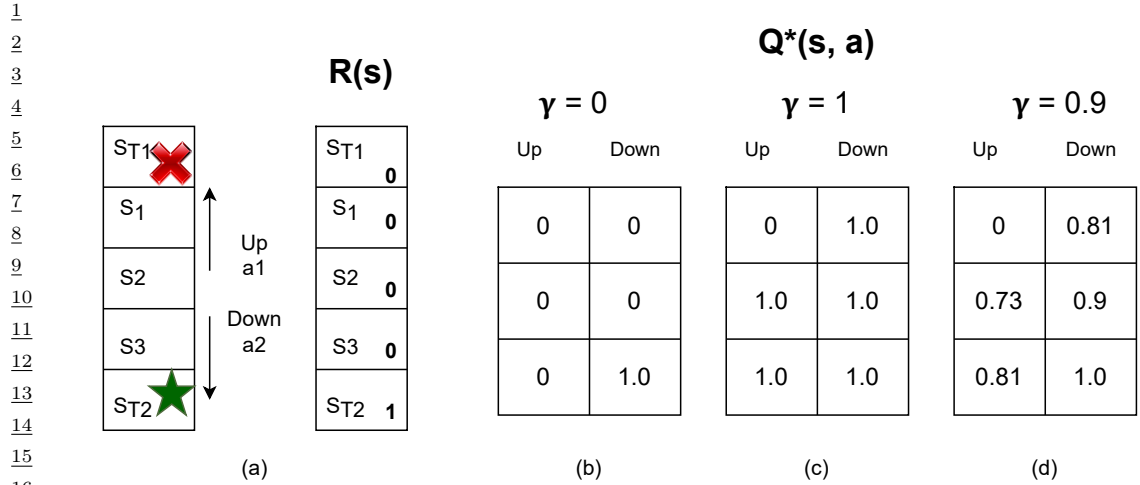 1
2
3
4
5
6
7
8
9
10
11
12
13
14
15
Q*(s, a)
R(s)
γ = 0 γ = 1 γ = 0.9
Up Down Up Down Up Down
ST1 ST1 0
S1 S1 0 0 0 0 1.0 0 0.81
Up
a1
S2 S2 0 0 0 1.0 1.0 0.73 0.9
Down
a2
S3 S3 0 0 1.0 1.0 1.0 0.81 1.0
ST2 ST2 1
(a) (b) (c) (d)